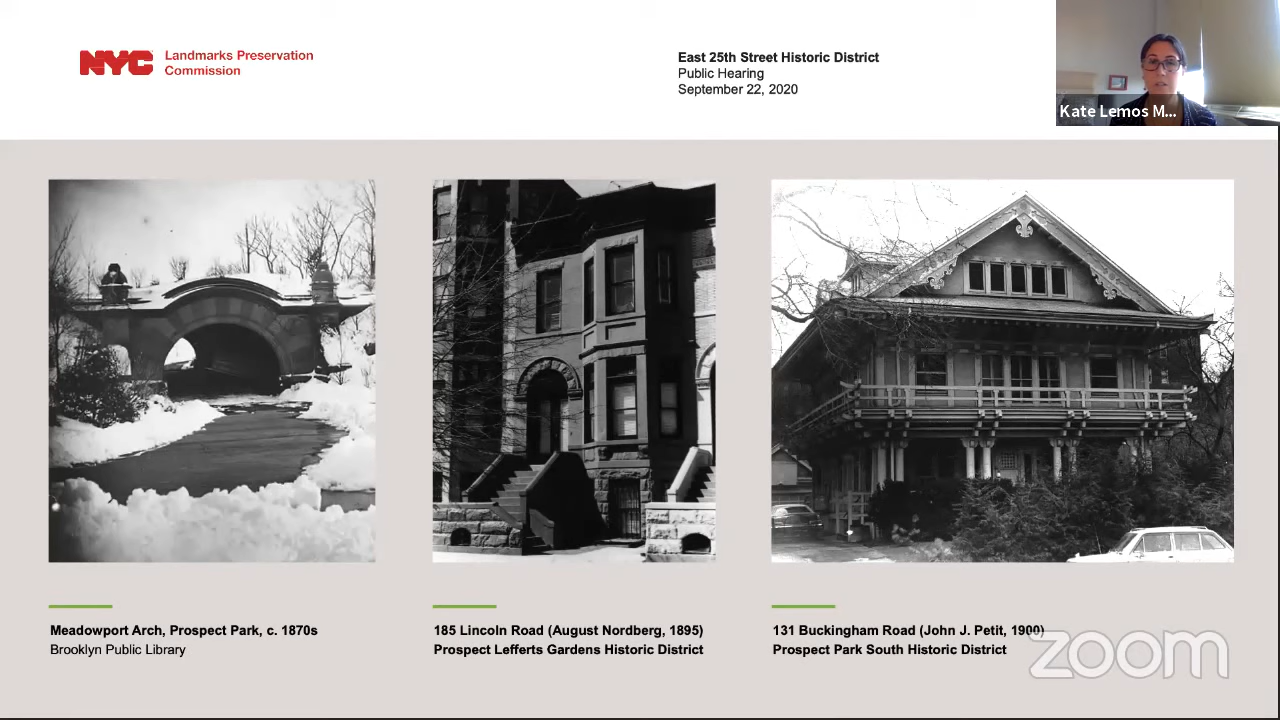 NYC
Landmarks Preservation
Commission
East 25th Street Historic District
Public Hearing
September 22, 2020
Kate Lemos M...
Meadowport Arch, Prospect Park, c. 1870s
Brooklyn Public Library
185 Lincoln Road (August Nordberg, 1895)
Prospect Lefferts Gardens Historic District
131 Buckingham Road (John J. Petit, 1900)
Prospect Park South Historic District
zoom